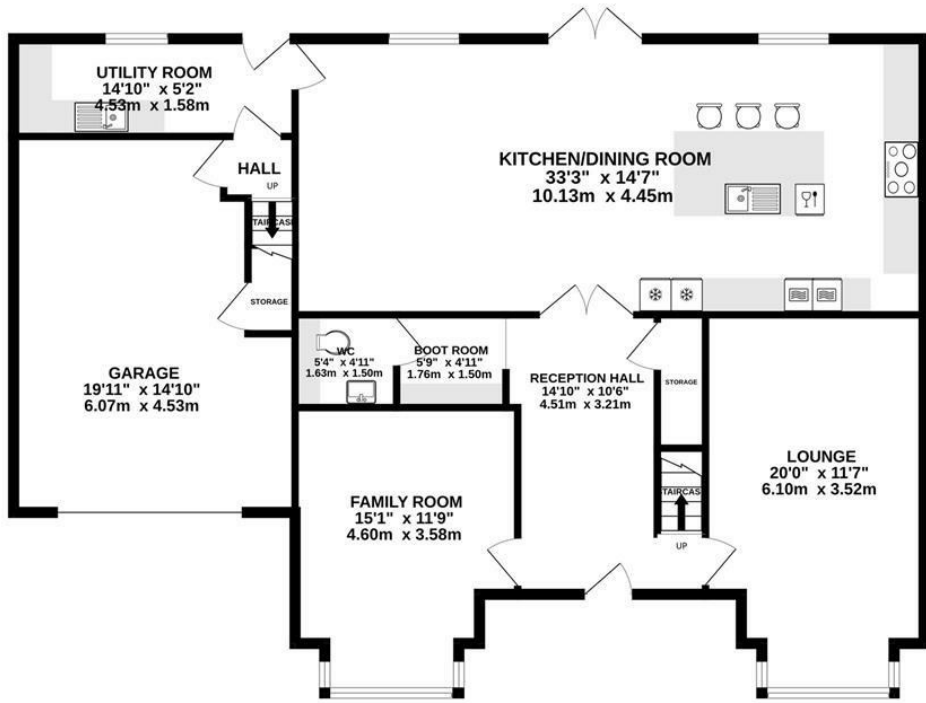 UTILITY ROOM
14'10" x 5'2"
4.53m x 1.58m
HALL
UP
STAIRCASE
STORAGE
KITCHEN/DINING ROOM
33'3" x 14'7"
10.13m x 4.45m
WC
5'4" x 4'11"
1.63m x 1.50m
BOOT ROOM
5'9" x 4'11"
1.76m x 1.50m
RECEPTION HALL
14'10" x 10'6"
4.51m x 3.21m
STORAGE
GARAGE
19'11" x 14'10"
6.07m x 4.53m
LOUNGE
20'0" x 11'7"
6.10m x 3.52m
FAMILY ROOM
15'1" x 11'9"
4.60m x 3.58m
STAIRCASE
UP